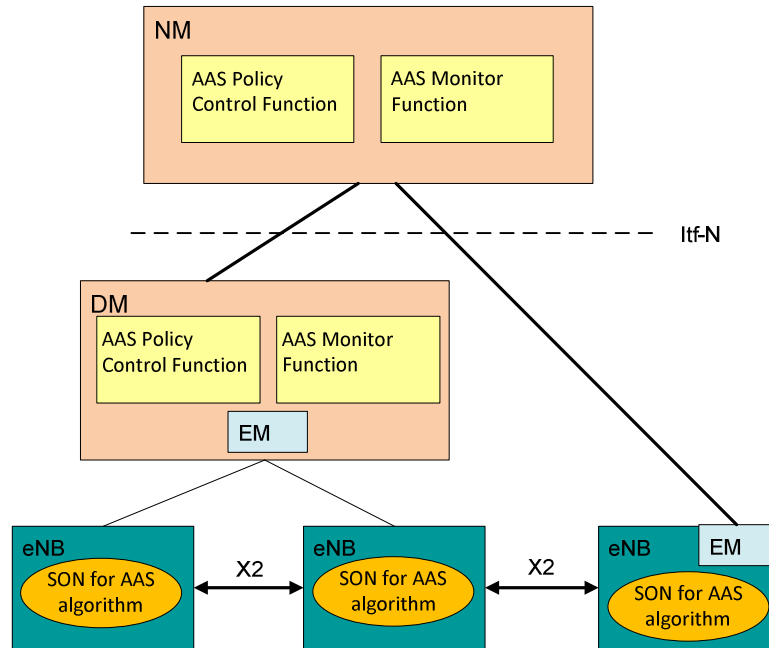 NM
AAS Policy
Control Function
AAS Monitor
Function
Itf-N
DM
AAS Policy
Control Function
AAS Monitor
Function
EM
eNB
SON for AAS
algorithm
X2
eNB
SON for AAS
algorithm
X2
eNB
EM
SON for AAS
algorithm